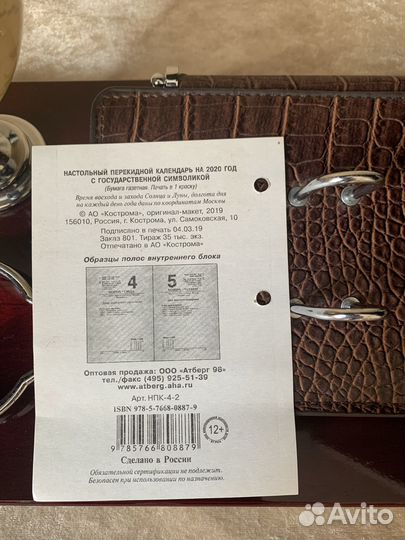 НАСТОЛЬНЫЙ ПЕРЕКИДНОЙ КАЛЕНДАРЬ НА 2020 ГОД
С ГОСУДАРСТВЕННОЙ СИМВОЛИКОЙ
(Бумага газетная. Печать в 1 краску)
Время восхода и захода Солнца и Луны, долгота дня
на каждый день года даны по координатам Москвы
© АО «Кострома», оригинал-макет, 2019
156010, Россия, г. Кострома, ул. Самоковская, 10
Подписано в печать 04.03.19
Заказ 801. Тираж 35 тыс. экз.
Отпечатано в АО «Кострома»
Образцы полос внутреннего блока
4 5
Оптовая продажа: ООО «Атберг 98»
тел./факс (495) 925-51-39
www.atberg.aha.ru
Арт. НПК-4-2
ISBN 978-5-7668-0887-9
12+
9 785766 808879
Сделано в России
Обязательной сертификации не подлежит.
Безопасен при использовании по назначению.
Avito